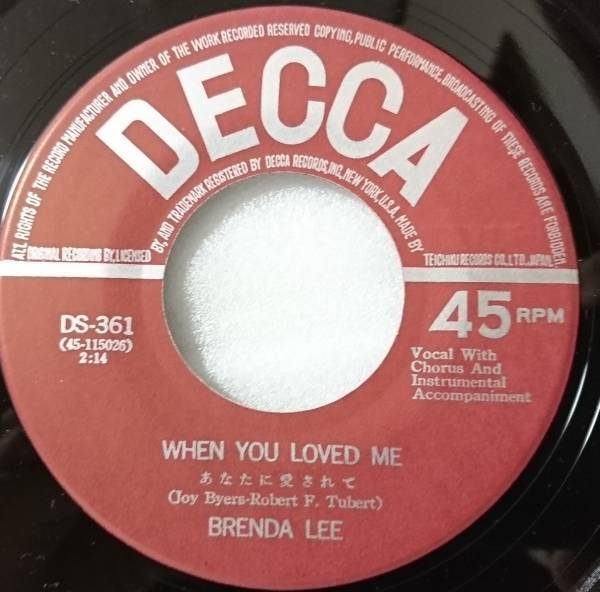 ALL RIGHTS OF THE RECORD MANUFACTURER AND OWNER OF THE WORK RECORDED RESERVED COPYING, PUBLIC PERFORMANCE, BROADCASTING OF THESE RECORDS ARE FORBIDDEN.
DECCA
ORIGINAL RECORDING BY, LICENSED BY, AND TRADEMARK REGISTERED BY DECCA RECORDS, INC., NEW YORK, U.S.A. MADE BY TEICHIKU RECORDS CO., LTD., JAPAN.
DS-361
(45-115026)
2:14
45 RPM
Vocal With
Chorus And
Instrumental
Accompaniment
WHEN YOU LOVED ME
あなたに愛されて
(Joy Byers-Robert F. Tubert)
BRENDA LEE